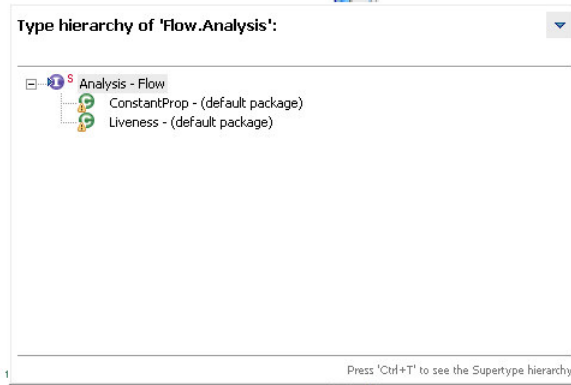 Type hierarchy of 'Flow.Analysis':
S Analysis - Flow
ConstantProp - (default package)
Liveness - (default package)
1
Press 'Ctrl+T' to see the Supertype hierarchy